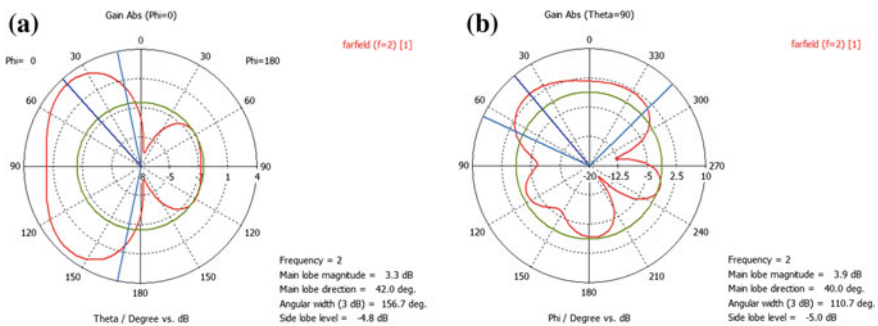 (a)
Gain Abs (Phi=0)
farfield (f=2) [1]
Phi= 0
Phi=180
0
30
30
60
60
90
8
-5
-2
1
4
90
120
120
150
150
180
Theta / Degree vs. dB
Frequency = 2
Main lobe magnitude = 3.3 dB
Main lobe direction = 42.0 deg.
Angular width (3 dB) = 156.7 deg.
Side lobe level = -4.8 dB
(b)
Gain Abs (Theta=90)
farfield (f=2) [1]
0
30
330
60
300
90
-20
-12.5
-5
2.5
10
270
120
240
150
210
180
Phi / Degree vs. dB
Frequency = 2
Main lobe magnitude = 3.9 dB
Main lobe direction = 40.0 deg.
Angular width (3 dB) = 110.7 deg.
Side lobe level = -5.0 dB